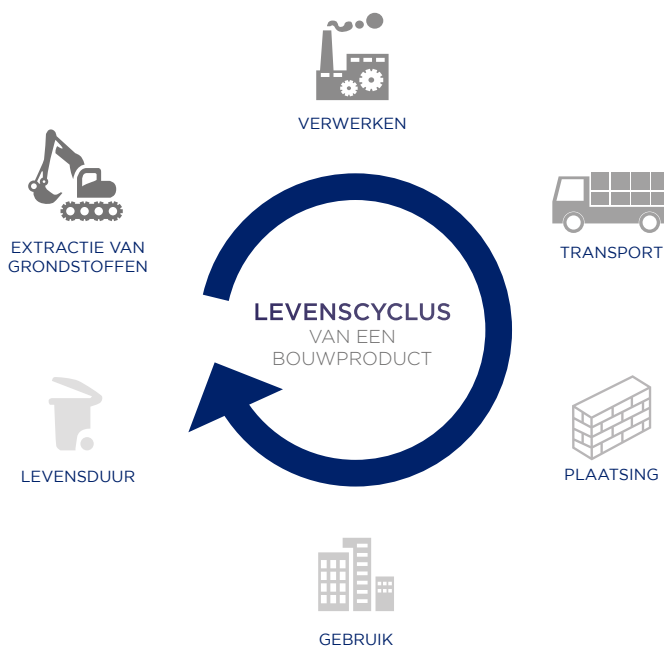 VERWERKEN
EXTRACTIE VAN
GRONDSTOFFEN
TRANSPORT
LEVENSCYCLUS
VAN EEN
BOUWPRODUCT
LEVENSDUUR
PLAATSING
GEBRUIK